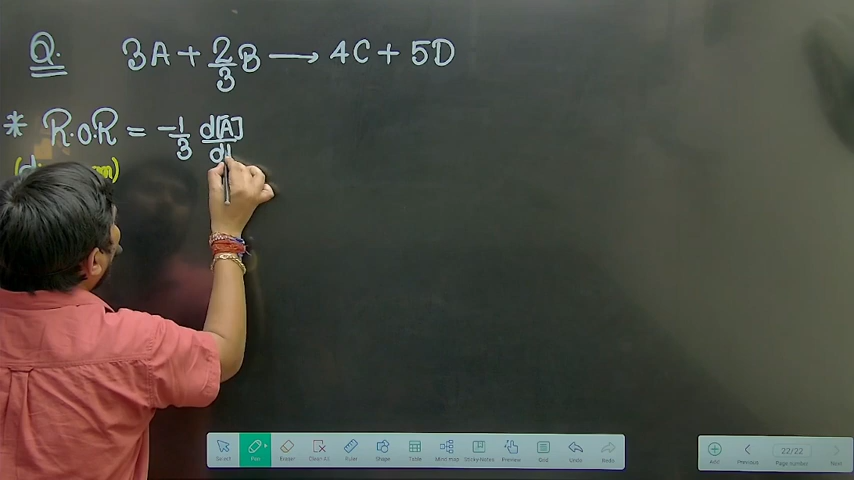 Q. 3A + 2/3 B → 4C + 5D
* R.O.R = -1/3 d[A]/dt
Select Pen Eraser Clear All Ruler Shape Table Mind map Sticky Notes Preview Grid Undo Redo
Add Previous 22/22 Page number Next